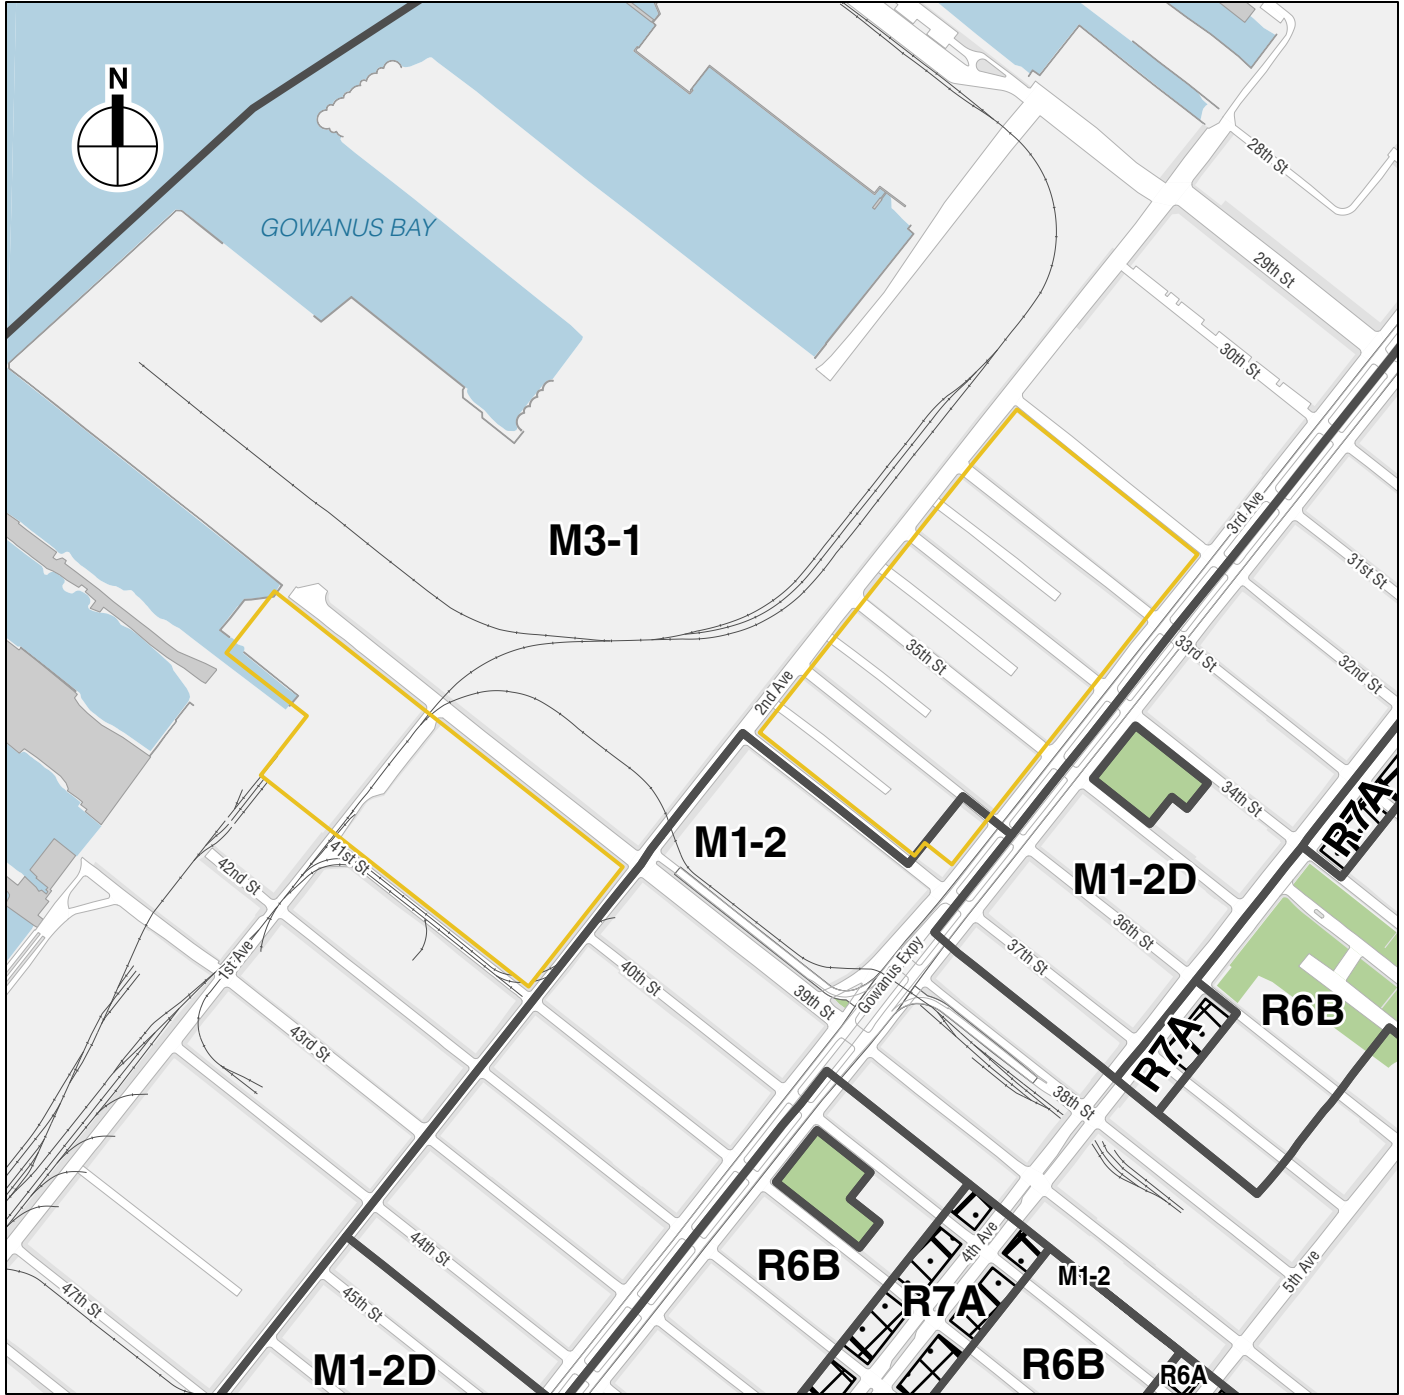 N
28th St
GOWANUS BAY
29th St
30th St
3rd Ave
M3-1
31st St
35th St
33rd St
32nd St
2nd Ave
34th St
R7A
M1-2
41st St
42nd St
M1-2D
36th St
37th St
1st Ave
Gowanus Expy
40th St
39th St
R6B
43rd St
R7A
38th St
44th St
4th Ave
R6B
M1-2
5th Ave
47th St
45th St
R7A
M1-2D
R6B
R6A